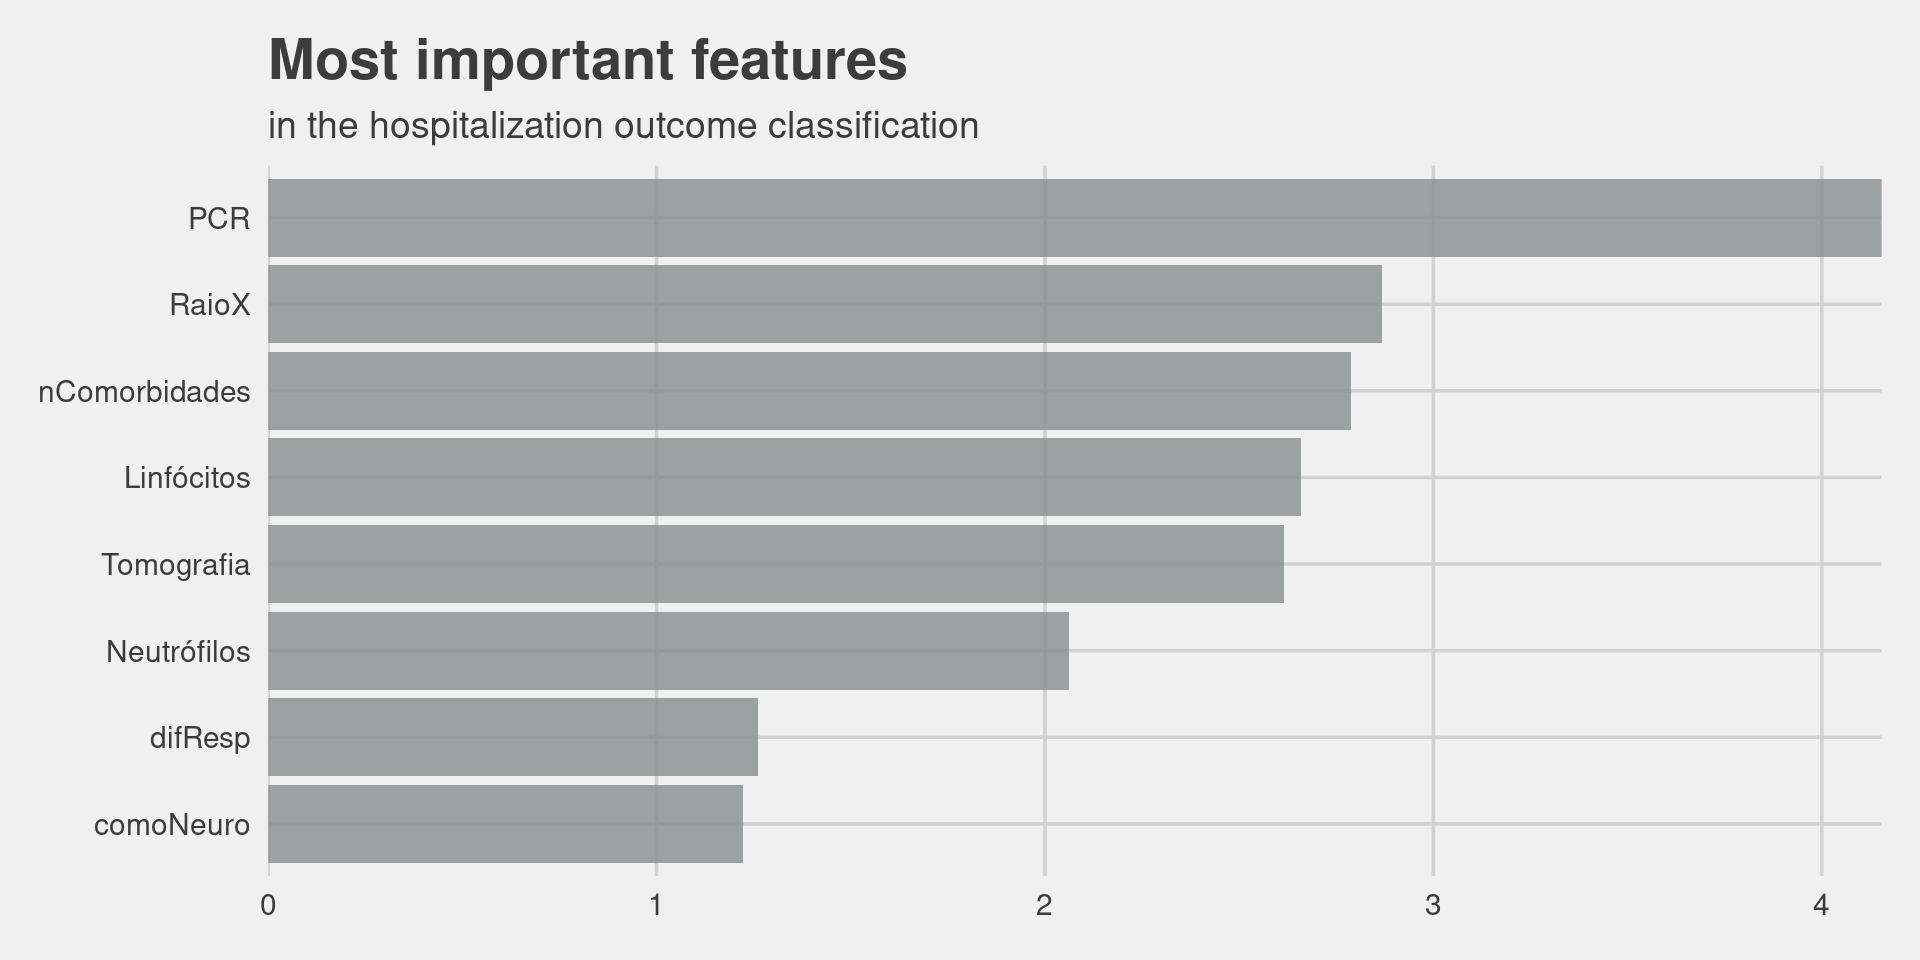 Most important features
in the hospitalization outcome classification
PCR
RaioX
nComorbidades
Linfócitos
Tomografia
Neutrófilos
difResp
comoNeuro
0 1 2 3 4